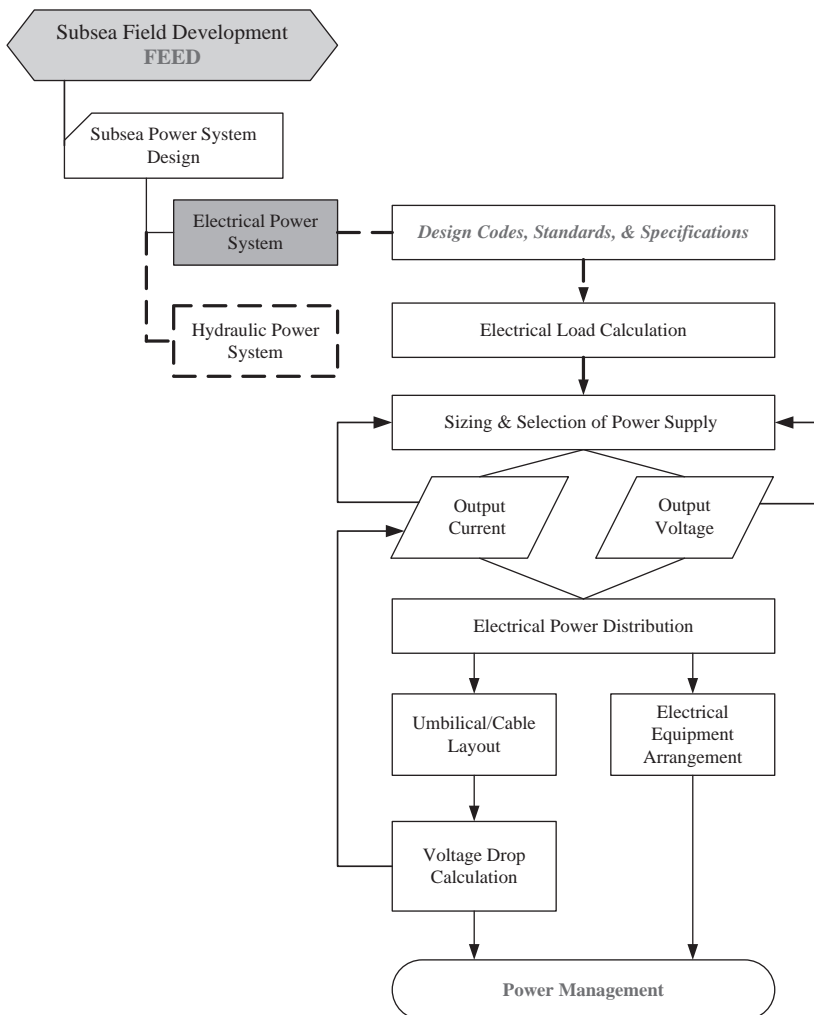 Subsea Field Development
FEED
Subsea Power System
Design
Electrical Power
System
Design Codes, Standards, & Specifications
Hydraulic Power
System
Electrical Load Calculation
Sizing & Selection of Power Supply
Output
Current
Output
Voltage
Electrical Power Distribution
Umbilical/Cable
Layout
Electrical
Equipment
Arrangement
Voltage Drop
Calculation
Power Management